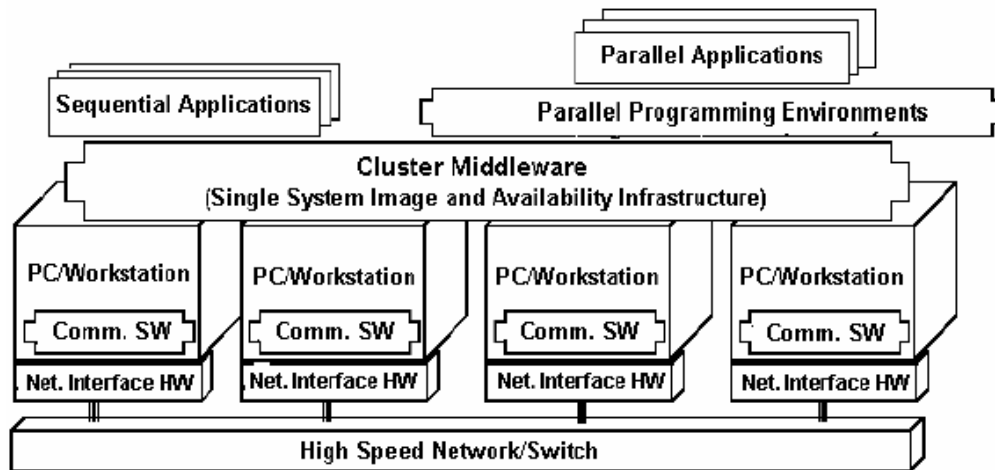 Parallel Applications
Sequential Applications
Parallel Programming Environments
Cluster Middleware
(Single System Image and Availability Infrastructure)
PC/Workstation
PC/Workstation
PC/Workstation
PC/Workstation
Comm. SW
Comm. SW
Comm. SW
Comm. SW
Net. Interface HW
Net. Interface HW
Net. Interface HW
Net. Interface HW
High Speed Network/Switch